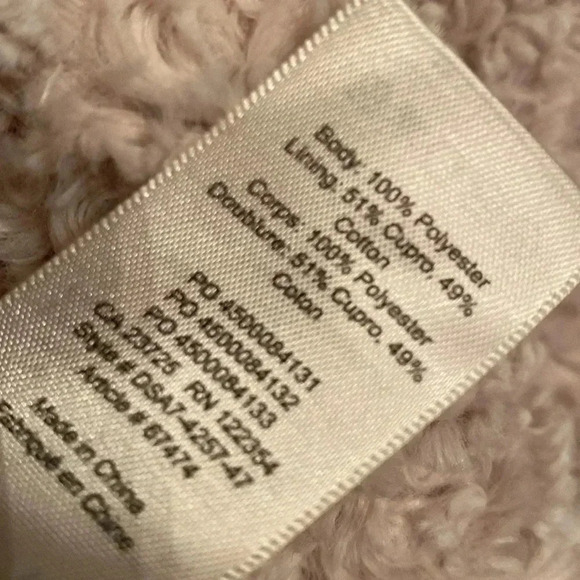 Body: 100% Polyester
Lining: 51% Cupro, 49%
Cotton
Corps: 100% Polyester
Doublure: 51% Cupro, 49%
Coton
PO 4500084131
PO 4500084132
PO 4500084133
CA 23725 RN 122354
Style# DSA7-4257-47
Article # 67474
Made in China
Fabriqué en Chine